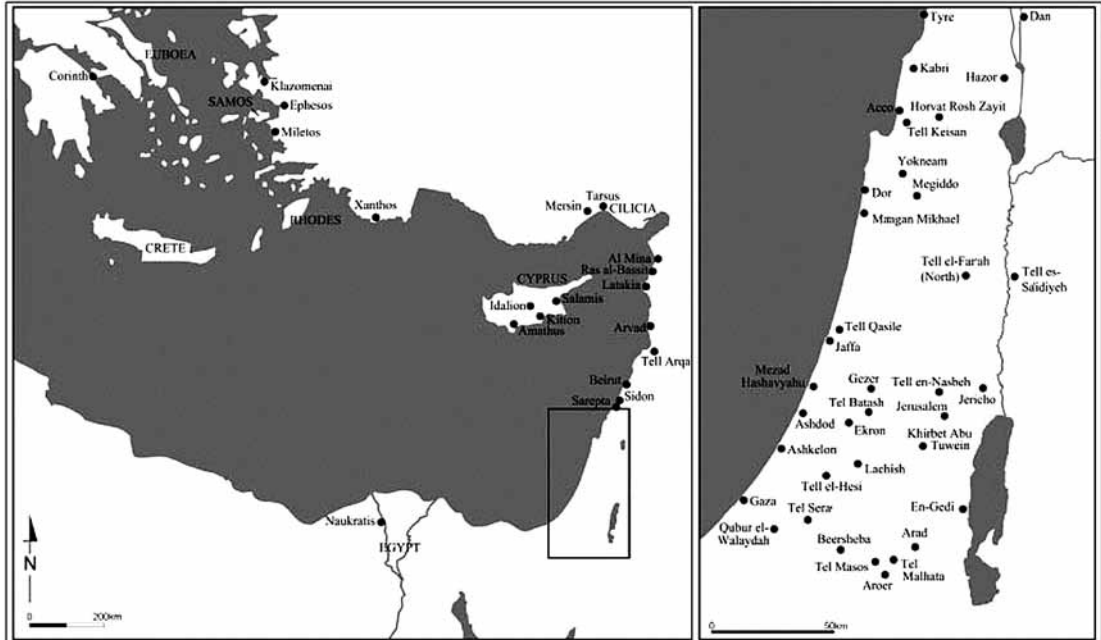 EUBOEA
Corinth
Klazomenai
SAMOS
Ephesos
Miletos
Xanthos
RHODES
CRETE
Tarsus
Mersin
CILICIA
Al Mina
Ras al-Bassit
CYPRUS
Latakia
Salamis
Idalion
Kition
Amathus
Arvad
Tell Arqa
Beirut
Sidon
Sarepta
Naukratis
EGYPT
N
0
200km
Tyre
Dan
Kabri
Hazor
Acco
Horvat Rosh Zayit
Tell Keisan
Yokneam
Megiddo
Dor
Ma'agan Mikhael
Tell el-Far'ah
(North)
Tell es-
Saidiyeh
Tell Qasile
Jaffa
Mezad
Hashavyahu
Gezer
Tell en-Nasbeh
Jericho
Tel Batash
Jerusalem
Ashdod
Ekron
Khirbet Abu
Tuwein
Ashkelon
Lachish
Tell el-Hesi
Gaza
En-Gedi
Tel Sera'
Qubur el-
Walaydah
Beersheba
Arad
Tel Masos
Tel
Malhata
Aroer
0
50km